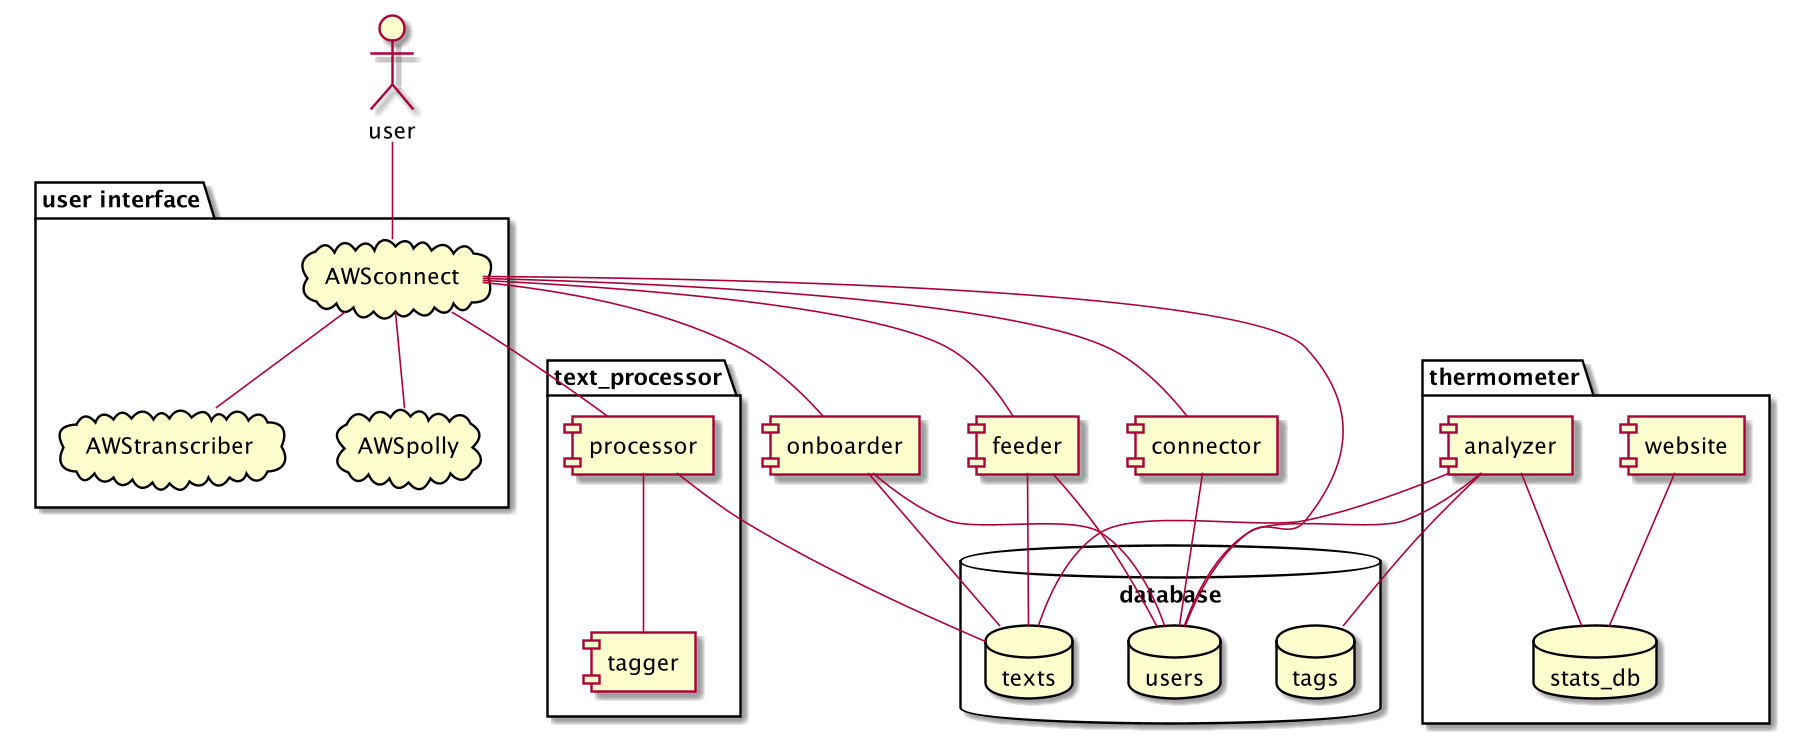 user
user interface
AWSconnect
text_processor
thermometer
AWStranscriber
AWSpolly
processor
onboarder
feeder
connector
analyzer
website
database
tagger
texts
users
tags
stats_db